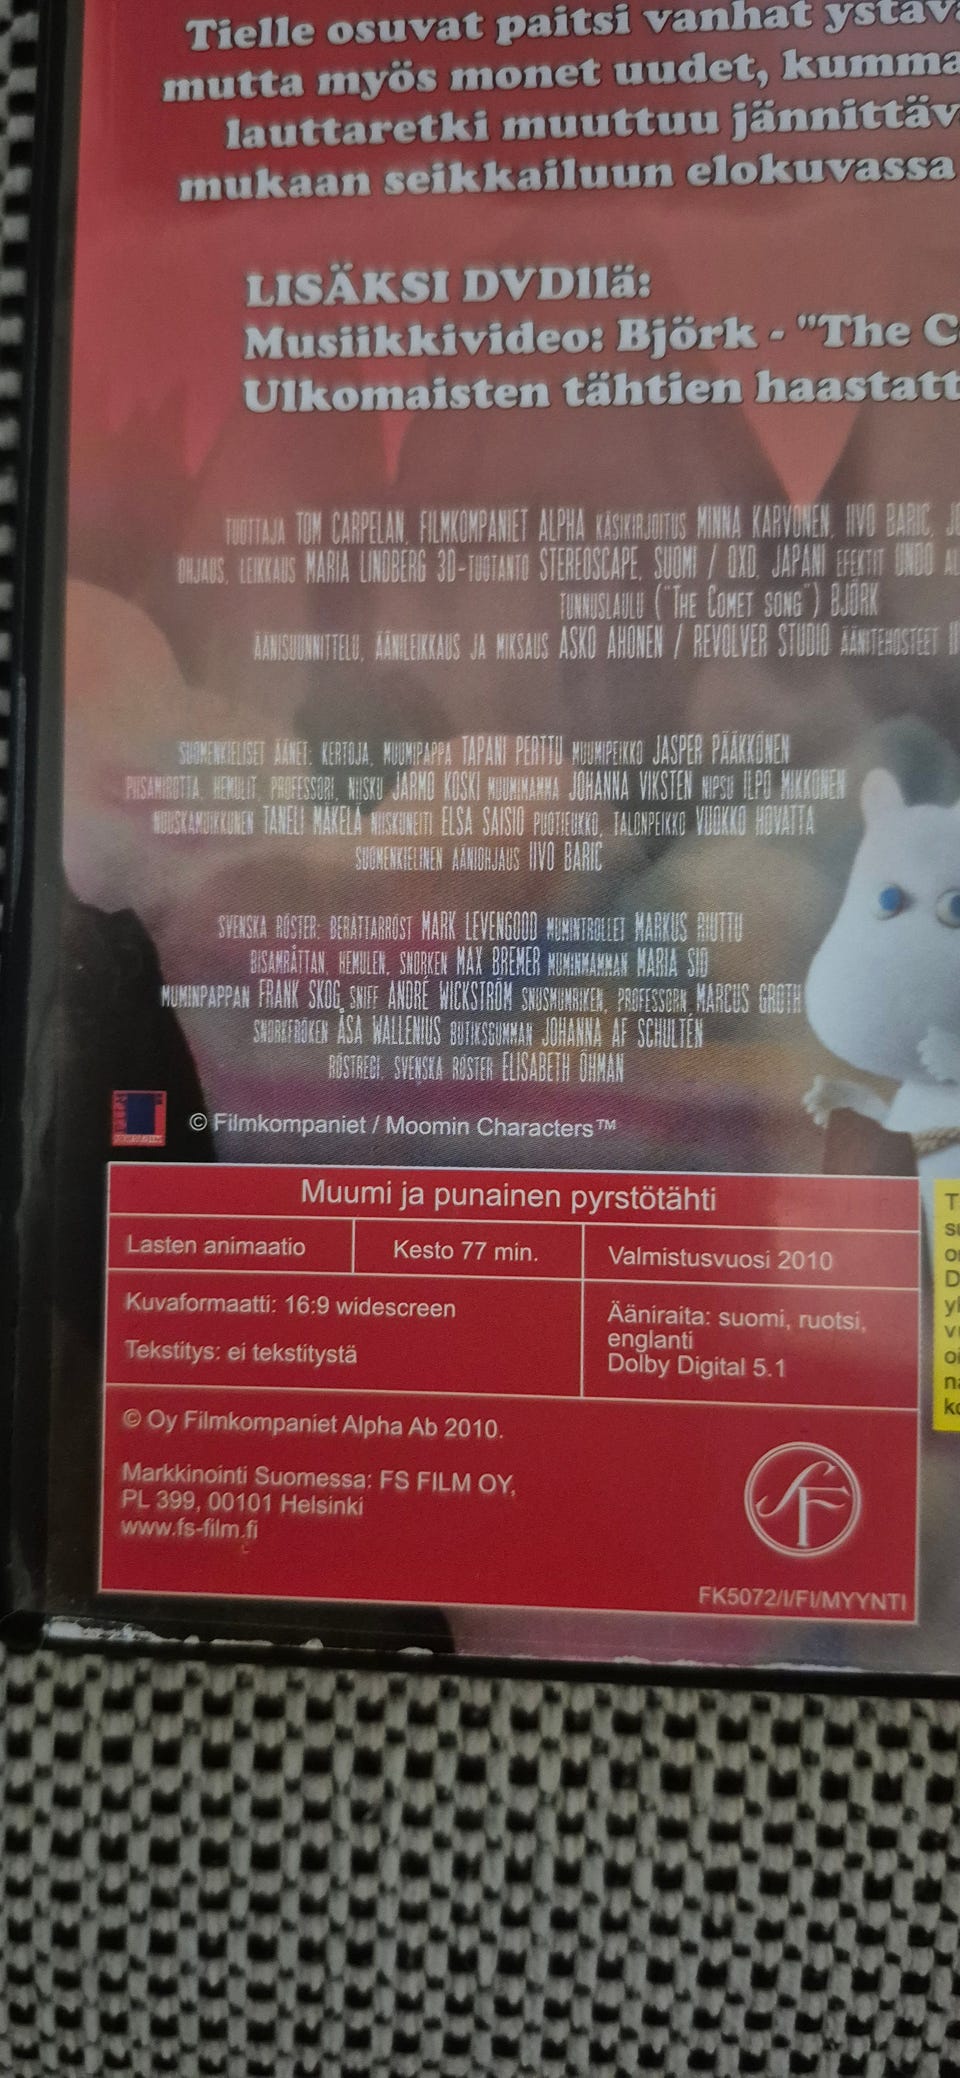 Tielle osuvat paitsi vanhat
mutta myös monet uudet,
lauttaretki muuttuu
mukaan seikkailuun elokuvassa
LISÄKSI DVDllä:
Musiikkivideo: Björk - "The
Ulkomaisten tähtien
TUOTTAJA TOM CARPELAN, FILMKOMPANIET ALPHA KÄSIKIRJOITUS MINNA KARVONEN, IIVO BARIC,
OHJAUS, LEIKKAUS MARIA LINDBERG 3D-TUOTANTO STEREOSCAPE, SUOMI / OXO, JAPANI EFEKTIT UNDO
TUNNUSLAULU ("THE COMET SONG") BJÖRK
ÄÄNISUUNNITTELU, ÄÄNILEIKKAUS JA MIKSAUS ASKO AHONEN / REVOLVER STUDIO ÄÄNITEHOSTEET
SUOMENKIELISET ÄÄNET: KERTOJA, MUUMIPAPPA TAPANI PERTTU MUUMIPEIKKO JASPER PÄÄKKÖNEN
PIISAMIROTTA, HEMULIT, PROFESSORI, NIISKU JARMO KOSKI MUUMIMAMMA JOHANNA VIKSTEN NIPSU ILPO MIKKONEN
NUUSKAMUIKKUNEN TANELI MÄKELÄ NIISKUNEITI ELSA SAISIO PUOTIEUKKO, TALONPEIKKO VUOKKO HOVATTA
SUOMENKIELINEN ÄÄNIOHJAUS IIVO BARIC
SVENSKA RÖSTER: BERÄTTARRÖST MARK LEVENGOOD MUMINTROLLET MARKUS RIUTTU
BISAMRÅTTAN, HEMULEN, SNORKEN MAX BREMER MUMINMAMMAN MARIA SID
MUMINPAPPAN FRANK SKOG, SNIFF ANDRÉ WICKSTRÖM SNUSMUMRIKEN, PROFESSORN, MARCUS GROTH
SNORKFRÖKEN ÅSA WALLENIUS BUTIKSGUMMAN JOHANNA AF SCHULTÉN
RÖSTREGI, SVENSKA RÖSTER ELISABETH ÖHMAN
© Filmkompaniet / Moomin Characters™
Muumi ja punainen pyrstötähti
Lasten animaatio
Kesto 77 min.
Valmistusvuosi 2010
Kuvaformaatti: 16:9 widescreen
Tekstitys: ei tekstitystä
Ääniraita: suomi, ruotsi,
englanti
Dolby Digital 5.1
© Oy Filmkompaniet Alpha Ab 2010.
Markkinointi Suomessa: FS FILM OY,
PL 399, 00101 Helsinki
www.fs-film.fi
SF
FK5072/I/FI/MYYNTI